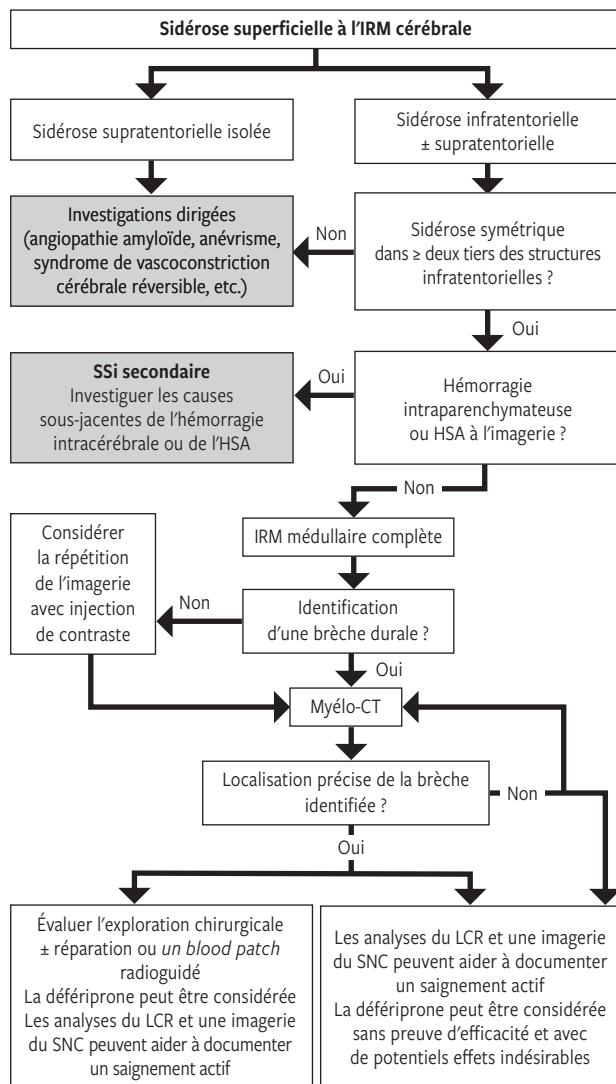 Sidérose superficielle à l'IRM cérébrale
Sidérose supratentorielle isolée
Sidérose infratentorielle
± supratentorielle
Investigations dirigées
(angiopathie amyloïde, anévrisme,
syndrome de vasoconstriction
cérébrale réversible, etc.)
Non
Sidérose symétrique
dans ≥ deux tiers des structures
infratentorielles ?
Oui
SSi secondaire
Investiguer les causes
sous-jacentes de l'hémorragie
intracérébrale ou de l'HSA
Oui
Hémorragie
intraparenchymateuse
ou HSA à l'imagerie ?
Non
IRM médullaire complète
Considérer
la répétition
de l'imagerie
avec injection
de contraste
Non
Identification
d'une brèche durale ?
Oui
Myélo-CT
Localisation précise de la brèche
identifiée ?
Non
Oui
Évaluer l'exploration chirurgicale
± réparation ou un blood patch
radioguidé
La défériprone peut être considérée
Les analyses du LCR et une imagerie
du SNC peuvent aider à documenter
un saignement actif
Les analyses du LCR et une imagerie
du SNC peuvent aider à documenter
un saignement actif
La défériprone peut être considérée
sans preuve d'efficacité et avec
de potentiels effets indésirables